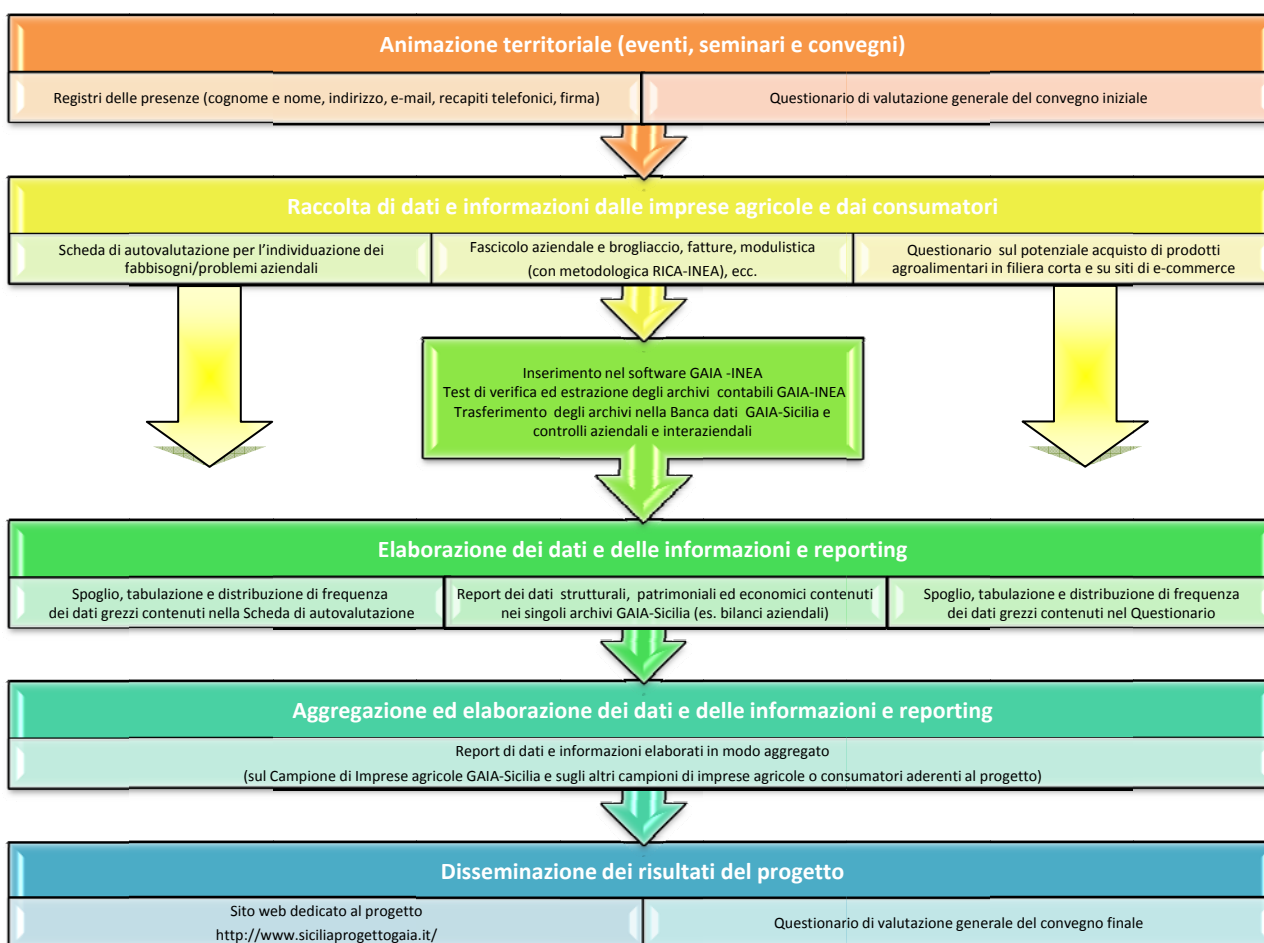 Animazione territoriale (eventi, seminari e convegni)
Registri delle presenze (cognome e nome, indirizzo, e-mail, recapiti telefonici, firma)
Questionario di valutazione generale del convegno iniziale
Raccolta di dati e informazioni dalle imprese agricole e dai consumatori
Scheda di autovalutazione per l'individuazione dei
fabbisogni/problemi aziendali
Fascicolo aziendale e brogliaccio, fatture, modulistica
(con metodologica RICA-INEA), ecc.
Questionario sul potenziale acquisto di prodotti
agroalimentari in filiera corta e su siti di e-commerce
Inserimento nel software GAIA -INEA
Test di verifica ed estrazione degli archivi contabili GAIA-INEA
Trasferimento degli archivi nella Banca dati GAIA-Sicilia e
controlli aziendali e interaziendali
Elaborazione dei dati e delle informazioni e reporting
Spoglio, tabulazione e distribuzione di frequenza
dei dati grezzi contenuti nella Scheda di autovalutazione
Report dei dati strutturali, patrimoniali ed economici contenuti
nei singoli archivi GAIA-Sicilia (es. bilanci aziendali)
Spoglio, tabulazione e distribuzione di frequenza
dei dati grezzi contenuti nel Questionario
Aggregazione ed elaborazione dei dati e delle informazioni e reporting
Report di dati e informazioni elaborati in modo aggregato
(sul Campione di Imprese agricole GAIA-Sicilia e sugli altri campioni di imprese agricole o consumatori aderenti al progetto)
Disseminazione dei risultati del progetto
Sito web dedicato al progetto
http://www.siciliaprogettogaia.it/
Questionario di valutazione generale del convegno finale